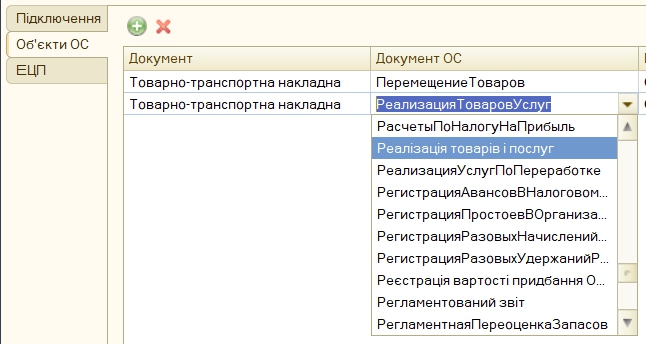 Підключення
Об'єкти ОС
ЕЦП
Документ Документ ОС
Товарно-транспортна накладна ПеремещениеТоваров
Товарно-транспортна накладна РеализацияТоваровУслуг
РасчетыПоНалогуНаПрибыль
Реалізація товарів і послуг
РеализацияУслугПоПереработке
РегистрацияАвансовВНалоговом...
РегистрацияПростоевВОрганиза...
РегистрацияРазовыхНачислений...
РегистрацияРазовыхУдержанийР...
Реєстрація вартості придбання О...
Регламентований звіт
РегламентнаяПереоценкаЗапасов